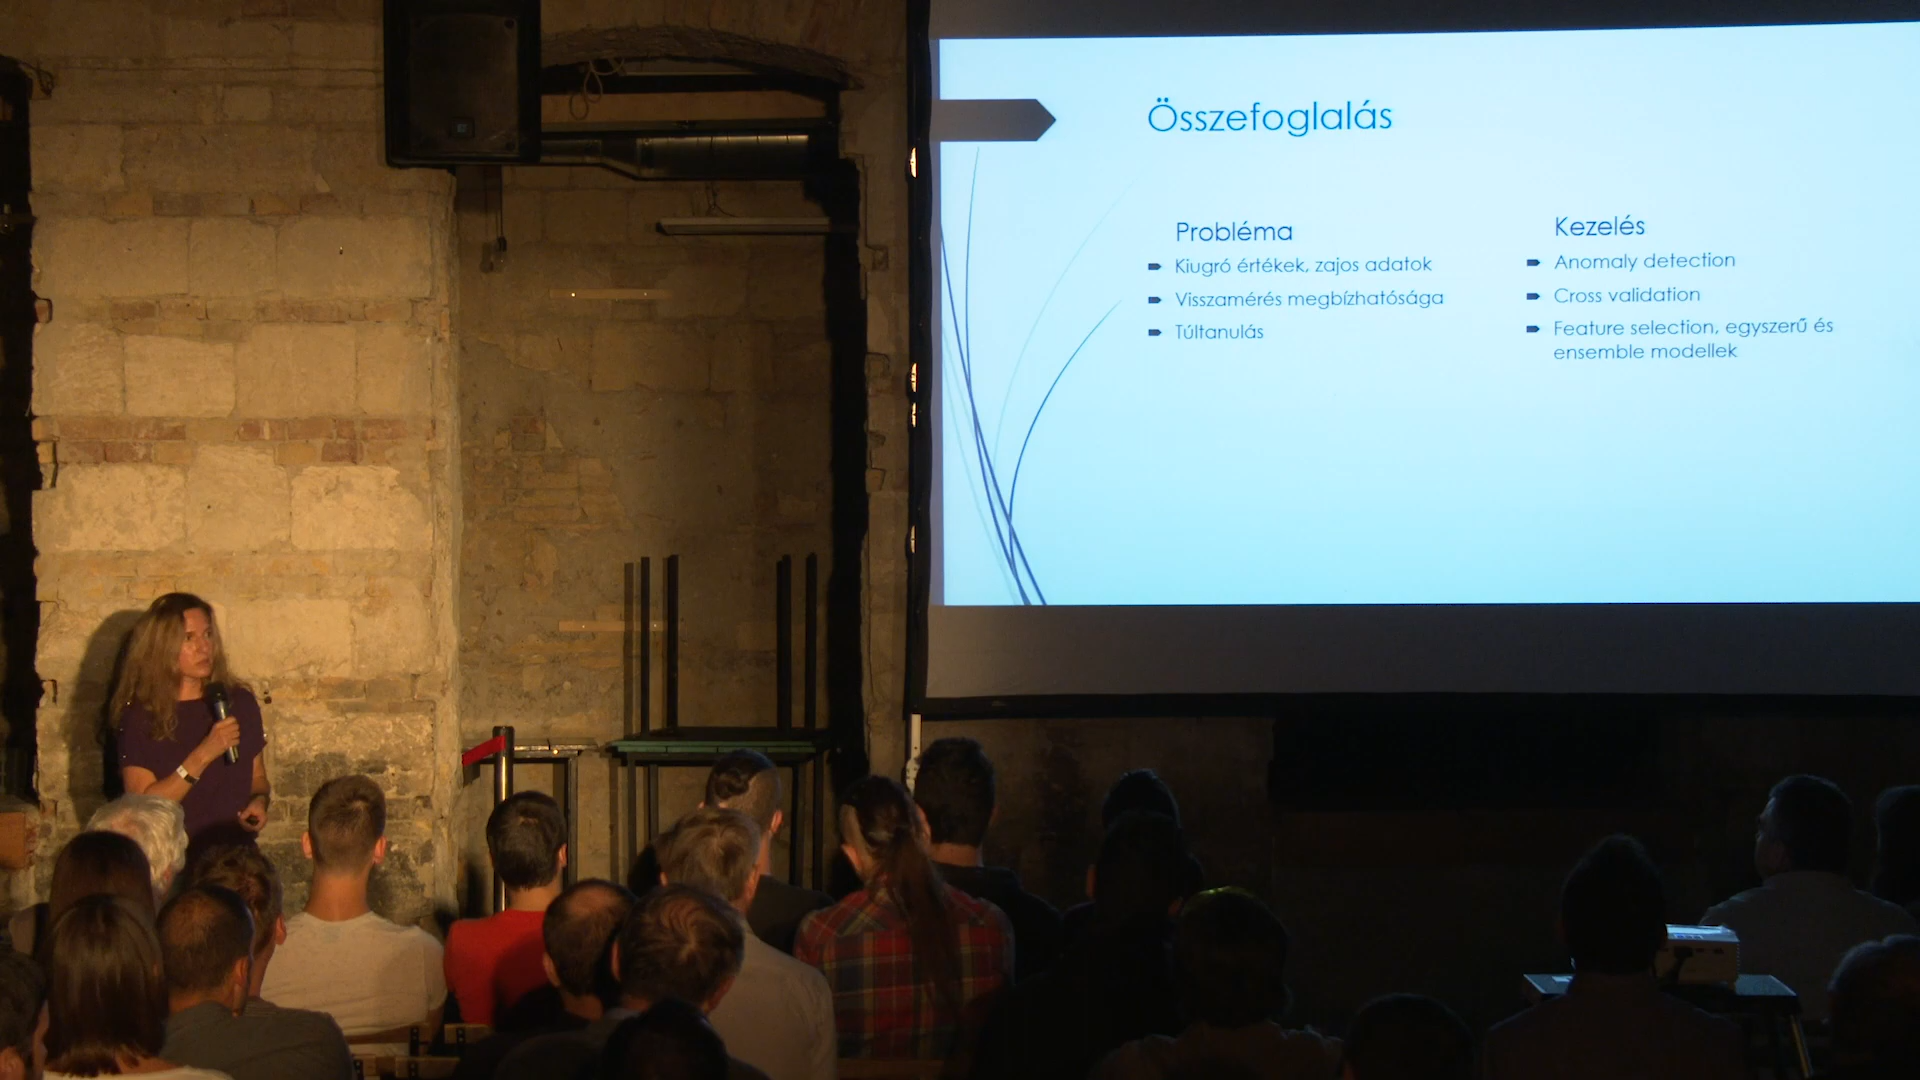 Összefoglalás
Probléma
Kiugró értékek, zajos adatok
Visszamérés megbízhatósága
Túltanulás
Kezelés
Anomaly detection
Cross validation
Feature selection, egyszerű és
ensemble modellek